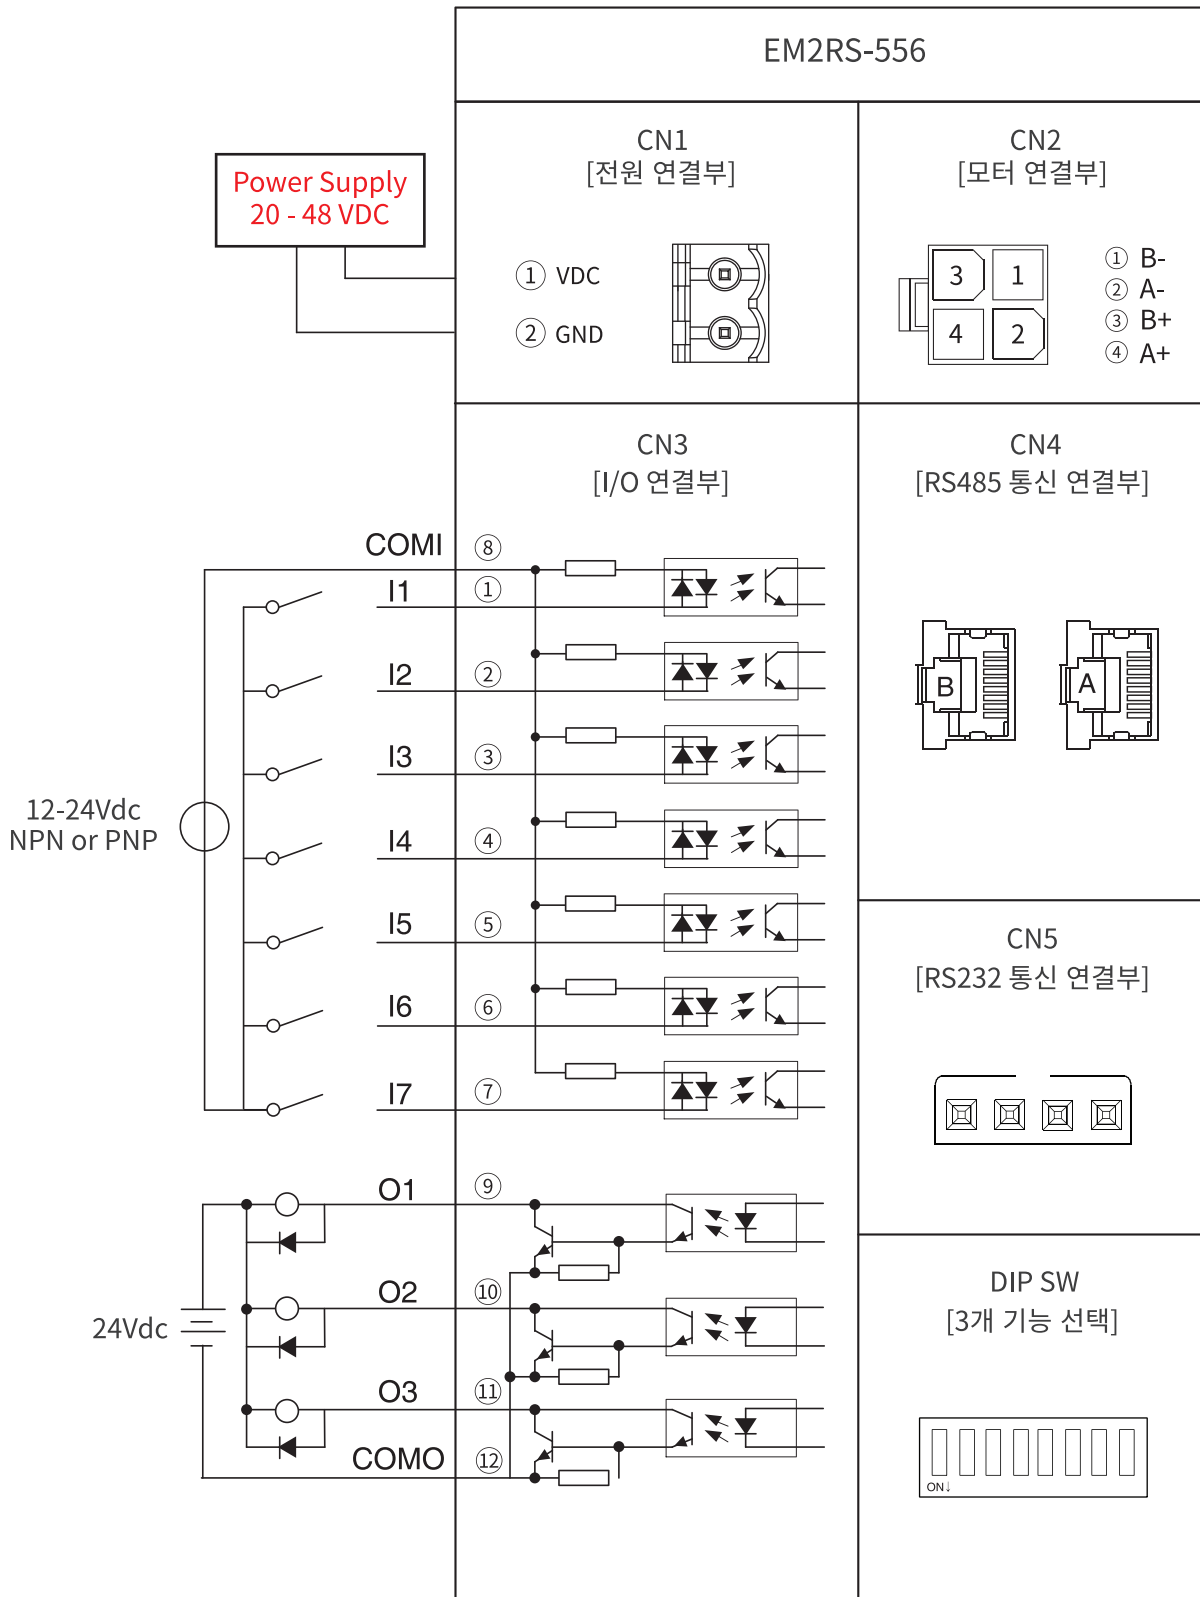 EM2RS-556
CN1
[전원 연결부]
Power Supply
20 - 48 VDC
① VDC
② GND
CN2
[모터 연결부]
3 1
4 2
① B-
② A-
③ B+
④ A+
CN3
[I/O 연결부]
COMI ⑧
I1 ①
I2 ②
I3 ③
I4 ④
I5 ⑤
I6 ⑥
I7 ⑦
12-24Vdc
NPN or PNP
O1 ⑨
O2 ⑩
O3 ⑪
COMO ⑫
24Vdc
CN4
[RS485 통신 연결부]
B A
CN5
[RS232 통신 연결부]
DIP SW
[3개 기능 선택]
ON↓